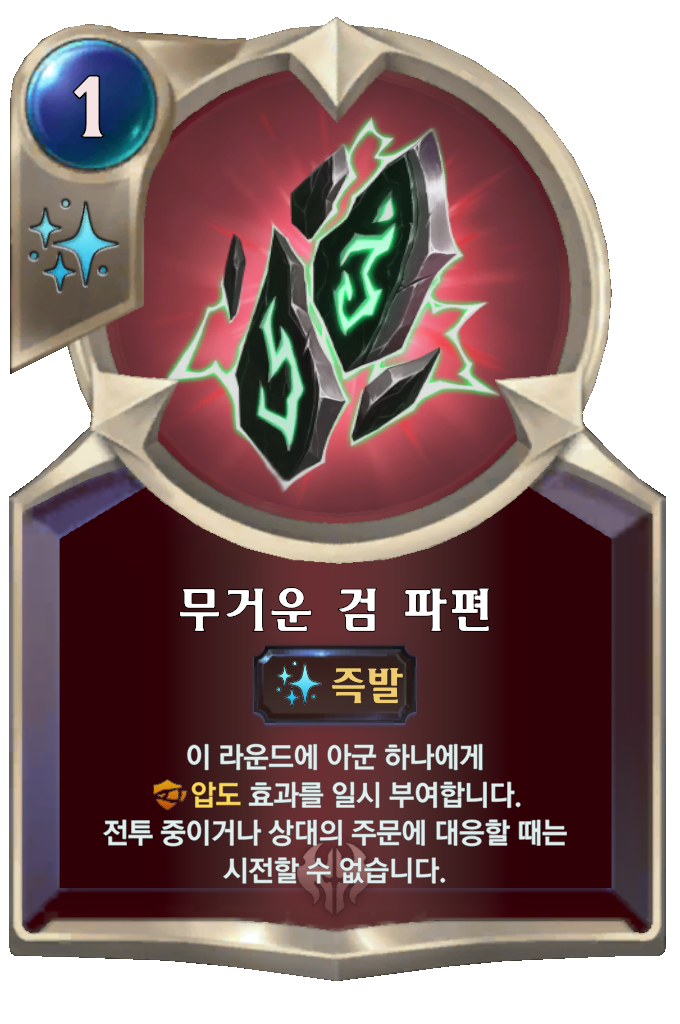 1
무거운 검 파편
즉발
이 라운드에 아군 하나에게
압도 효과를 일시 부여합니다.
전투 중이거나 상대의 주문에 대응할 때는
시전할 수 없습니다.